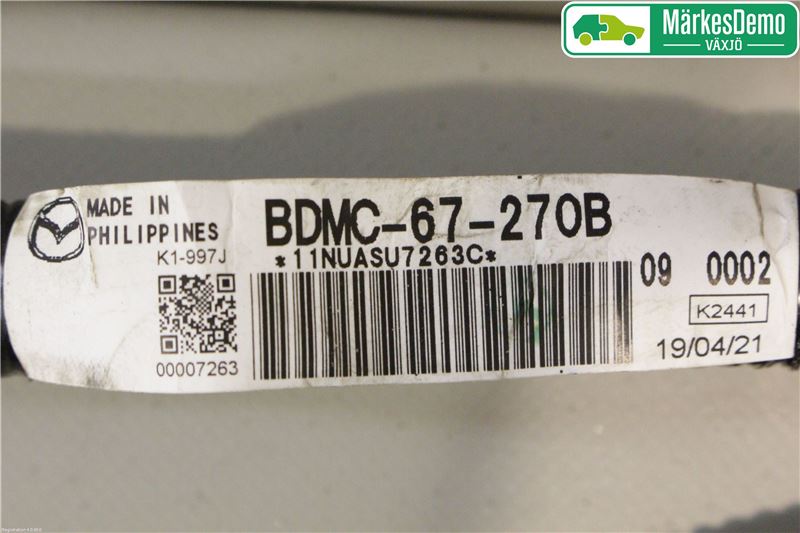 MärkesDemo
VÄXJÖ
MADE IN
PHILIPPINES
K1-997J
00007263
BDMC-67-270B
*11NUASU7263C*
09 0002
K2441
19/04/21